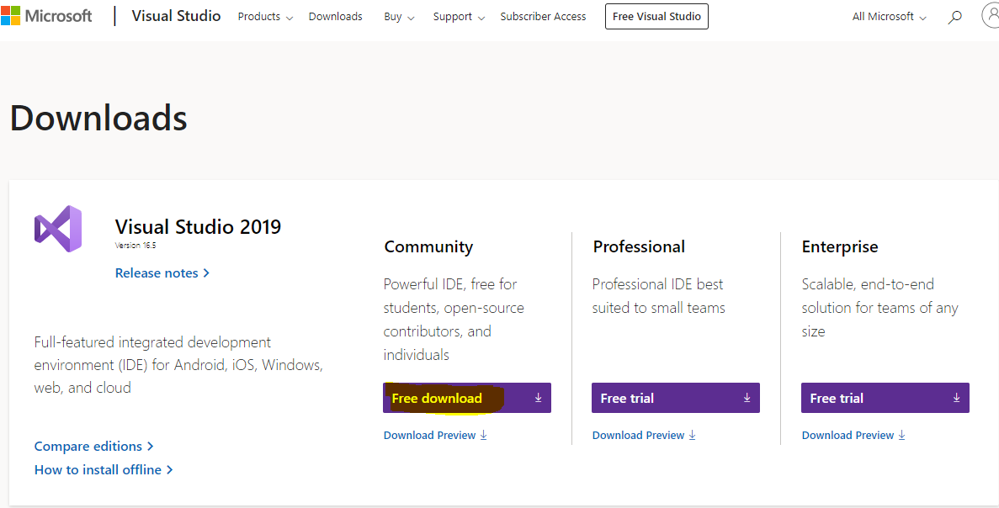 Microsoft Visual Studio Products Downloads Buy Support Subscriber Access Free Visual Studio All Microsoft
Downloads
Visual Studio 2019
Version 16.5
Release notes
Full-featured integrated development
environment (IDE) for Android, iOS, Windows,
web, and cloud
Compare editions
How to install offline
Community
Powerful IDE, free for
students, open-source
contributors, and
individuals
Free download
Download Preview
Professional
Professional IDE best
suited to small teams
Free trial
Download Preview
Enterprise
Scalable, end-to-end
solution for teams of any
size
Free trial
Download Preview